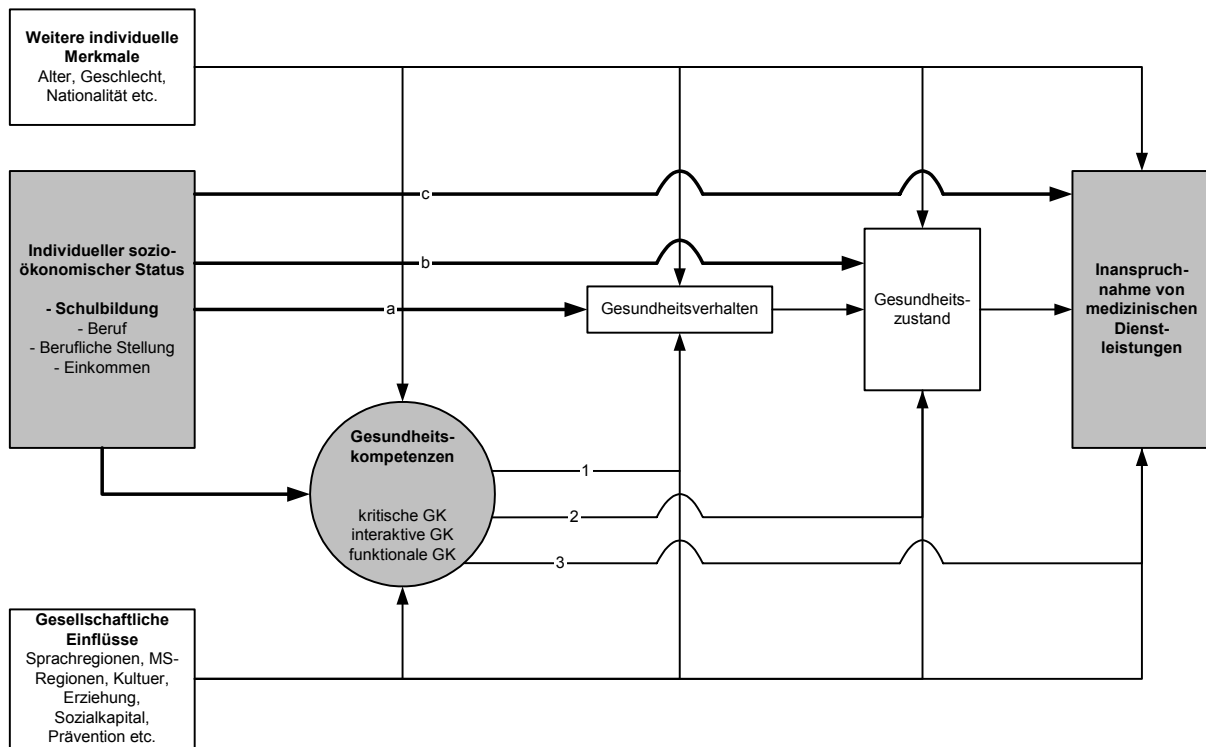 Weitere individuelle
Merkmale
Alter, Geschlecht,
Nationalität etc.
c
Individueller sozio-
ökonomischer Status
- Schulbildung
- Beruf
- Berufliche Stellung
- Einkommen
b
a
Gesundheitsverhalten
Gesundheits-
zustand
Inanspruch-
nahme von
medizinischen
Dienst-
leistungen
Gesundheits-
kompetenzen
kritische GK
interaktive GK
funktionale GK
1
2
3
Gesellschaftliche
Einflüsse
Sprachregionen, MS-
Regionen, Kultuer,
Erziehung,
Sozialkapital,
Prävention etc.